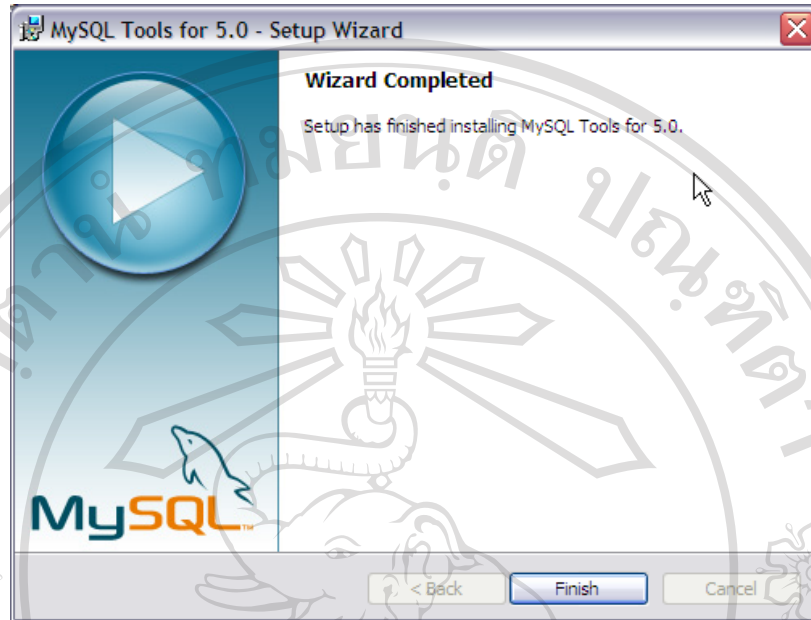 MySQL Tools for 5.0 - Setup Wizard
Wizard Completed
Setup has finished installing MySQL Tools for 5.0.
MySQL
< Back
Finish
Cancel